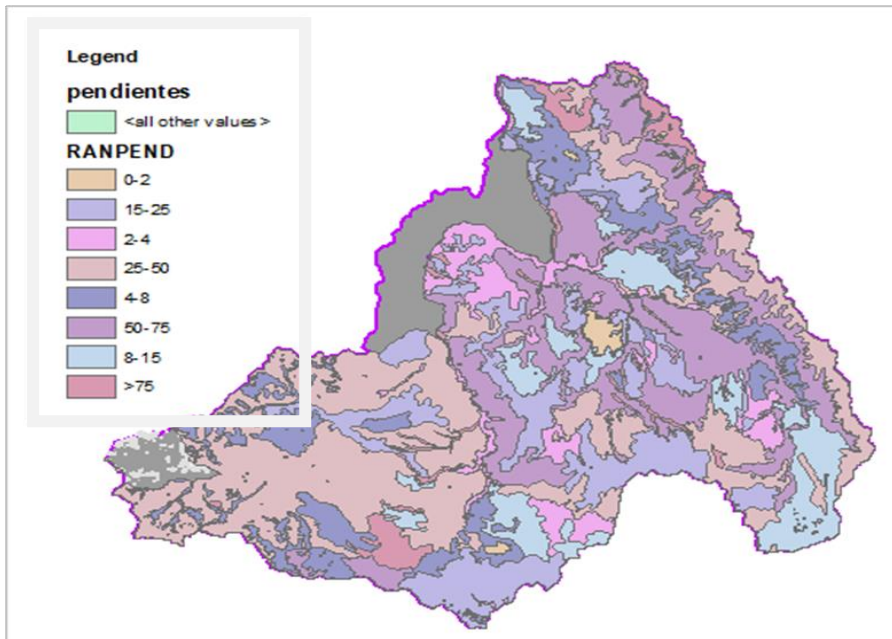 Legend
pendientes
<all other values>
RANPEND
0-2
15-25
2-4
25-50
4-8
50-75
8-15
>75